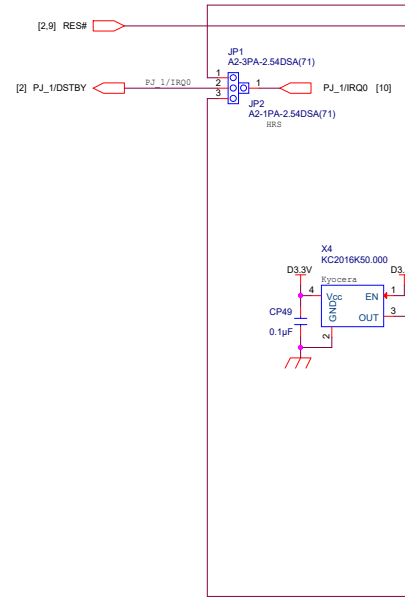 [2,9] RES#
JP1
A2-3PA-2.54DSA(71)
1
[2] PJ_1/DSTBY
PJ_1/IRQ0
2
1
PJ_1/IRQ0 [10]
3
JP2
A2-1PA-2.54DSA(71)
HRS
X4
KC2016K50.000
D3.3V
Kyocera
D3.
4
Vcc
EN
1
CP49
GND
0.1µF
OUT
3
2